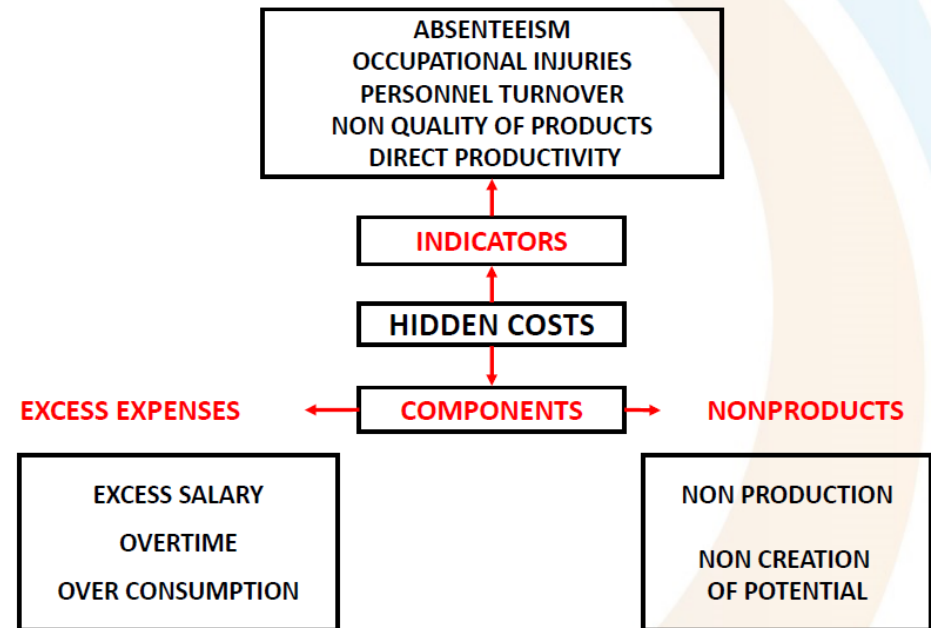 ABSENTEEISM
OCCUPATIONAL INJURIES
PERSONNEL TURNOVER
NON QUALITY OF PRODUCTS
DIRECT PRODUCTIVITY
INDICATORS
HIDDEN COSTS
EXCESS EXPENSES
COMPONENTS
NONPRODUCTS
EXCESS SALARY
OVERTIME
OVER CONSUMPTION
NON PRODUCTION
NON CREATION
OF POTENTIAL